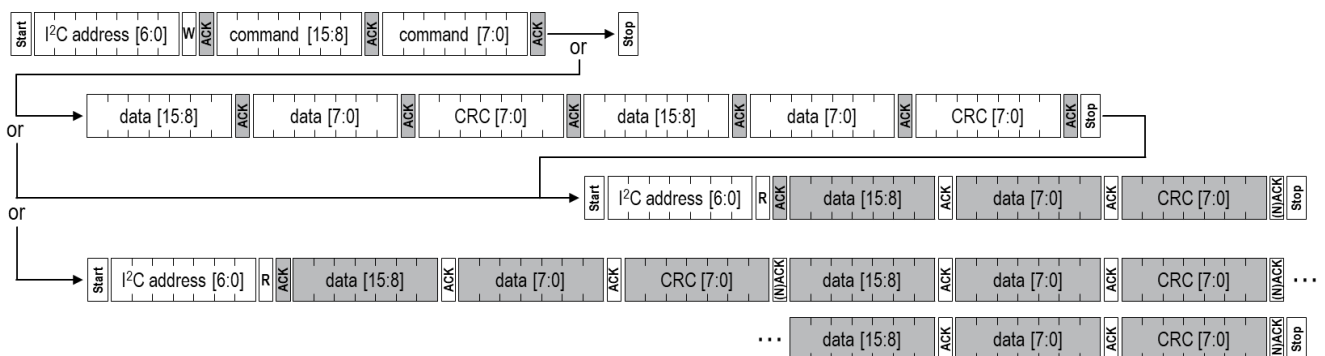 Start I²C address [6:0] W ACK command [15:8] ACK command [7:0] ACK or Stop
or data [15:8] ACK data [7:0] ACK CRC [7:0] ACK data [15:8] ACK data [7:0] ACK CRC [7:0] ACK Stop
Start I²C address [6:0] R ACK data [15:8] ACK data [7:0] ACK CRC [7:0] (N)ACK Stop
or
Start I²C address [6:0] R ACK data [15:8] ACK data [7:0] ACK CRC [7:0] (N)ACK data [15:8] ACK data [7:0] ACK CRC [7:0] (N)ACK ...
... data [15:8] ACK data [7:0] ACK CRC [7:0] (N)ACK Stop